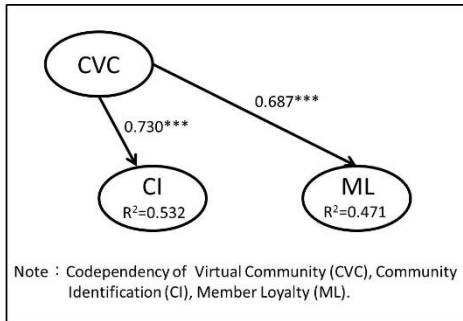 CVC
0.687***
0.730***
CI
R²=0.532
ML
R²=0.471
Note：Codependency of Virtual Community (CVC), Community
Identification (CI), Member Loyalty (ML).